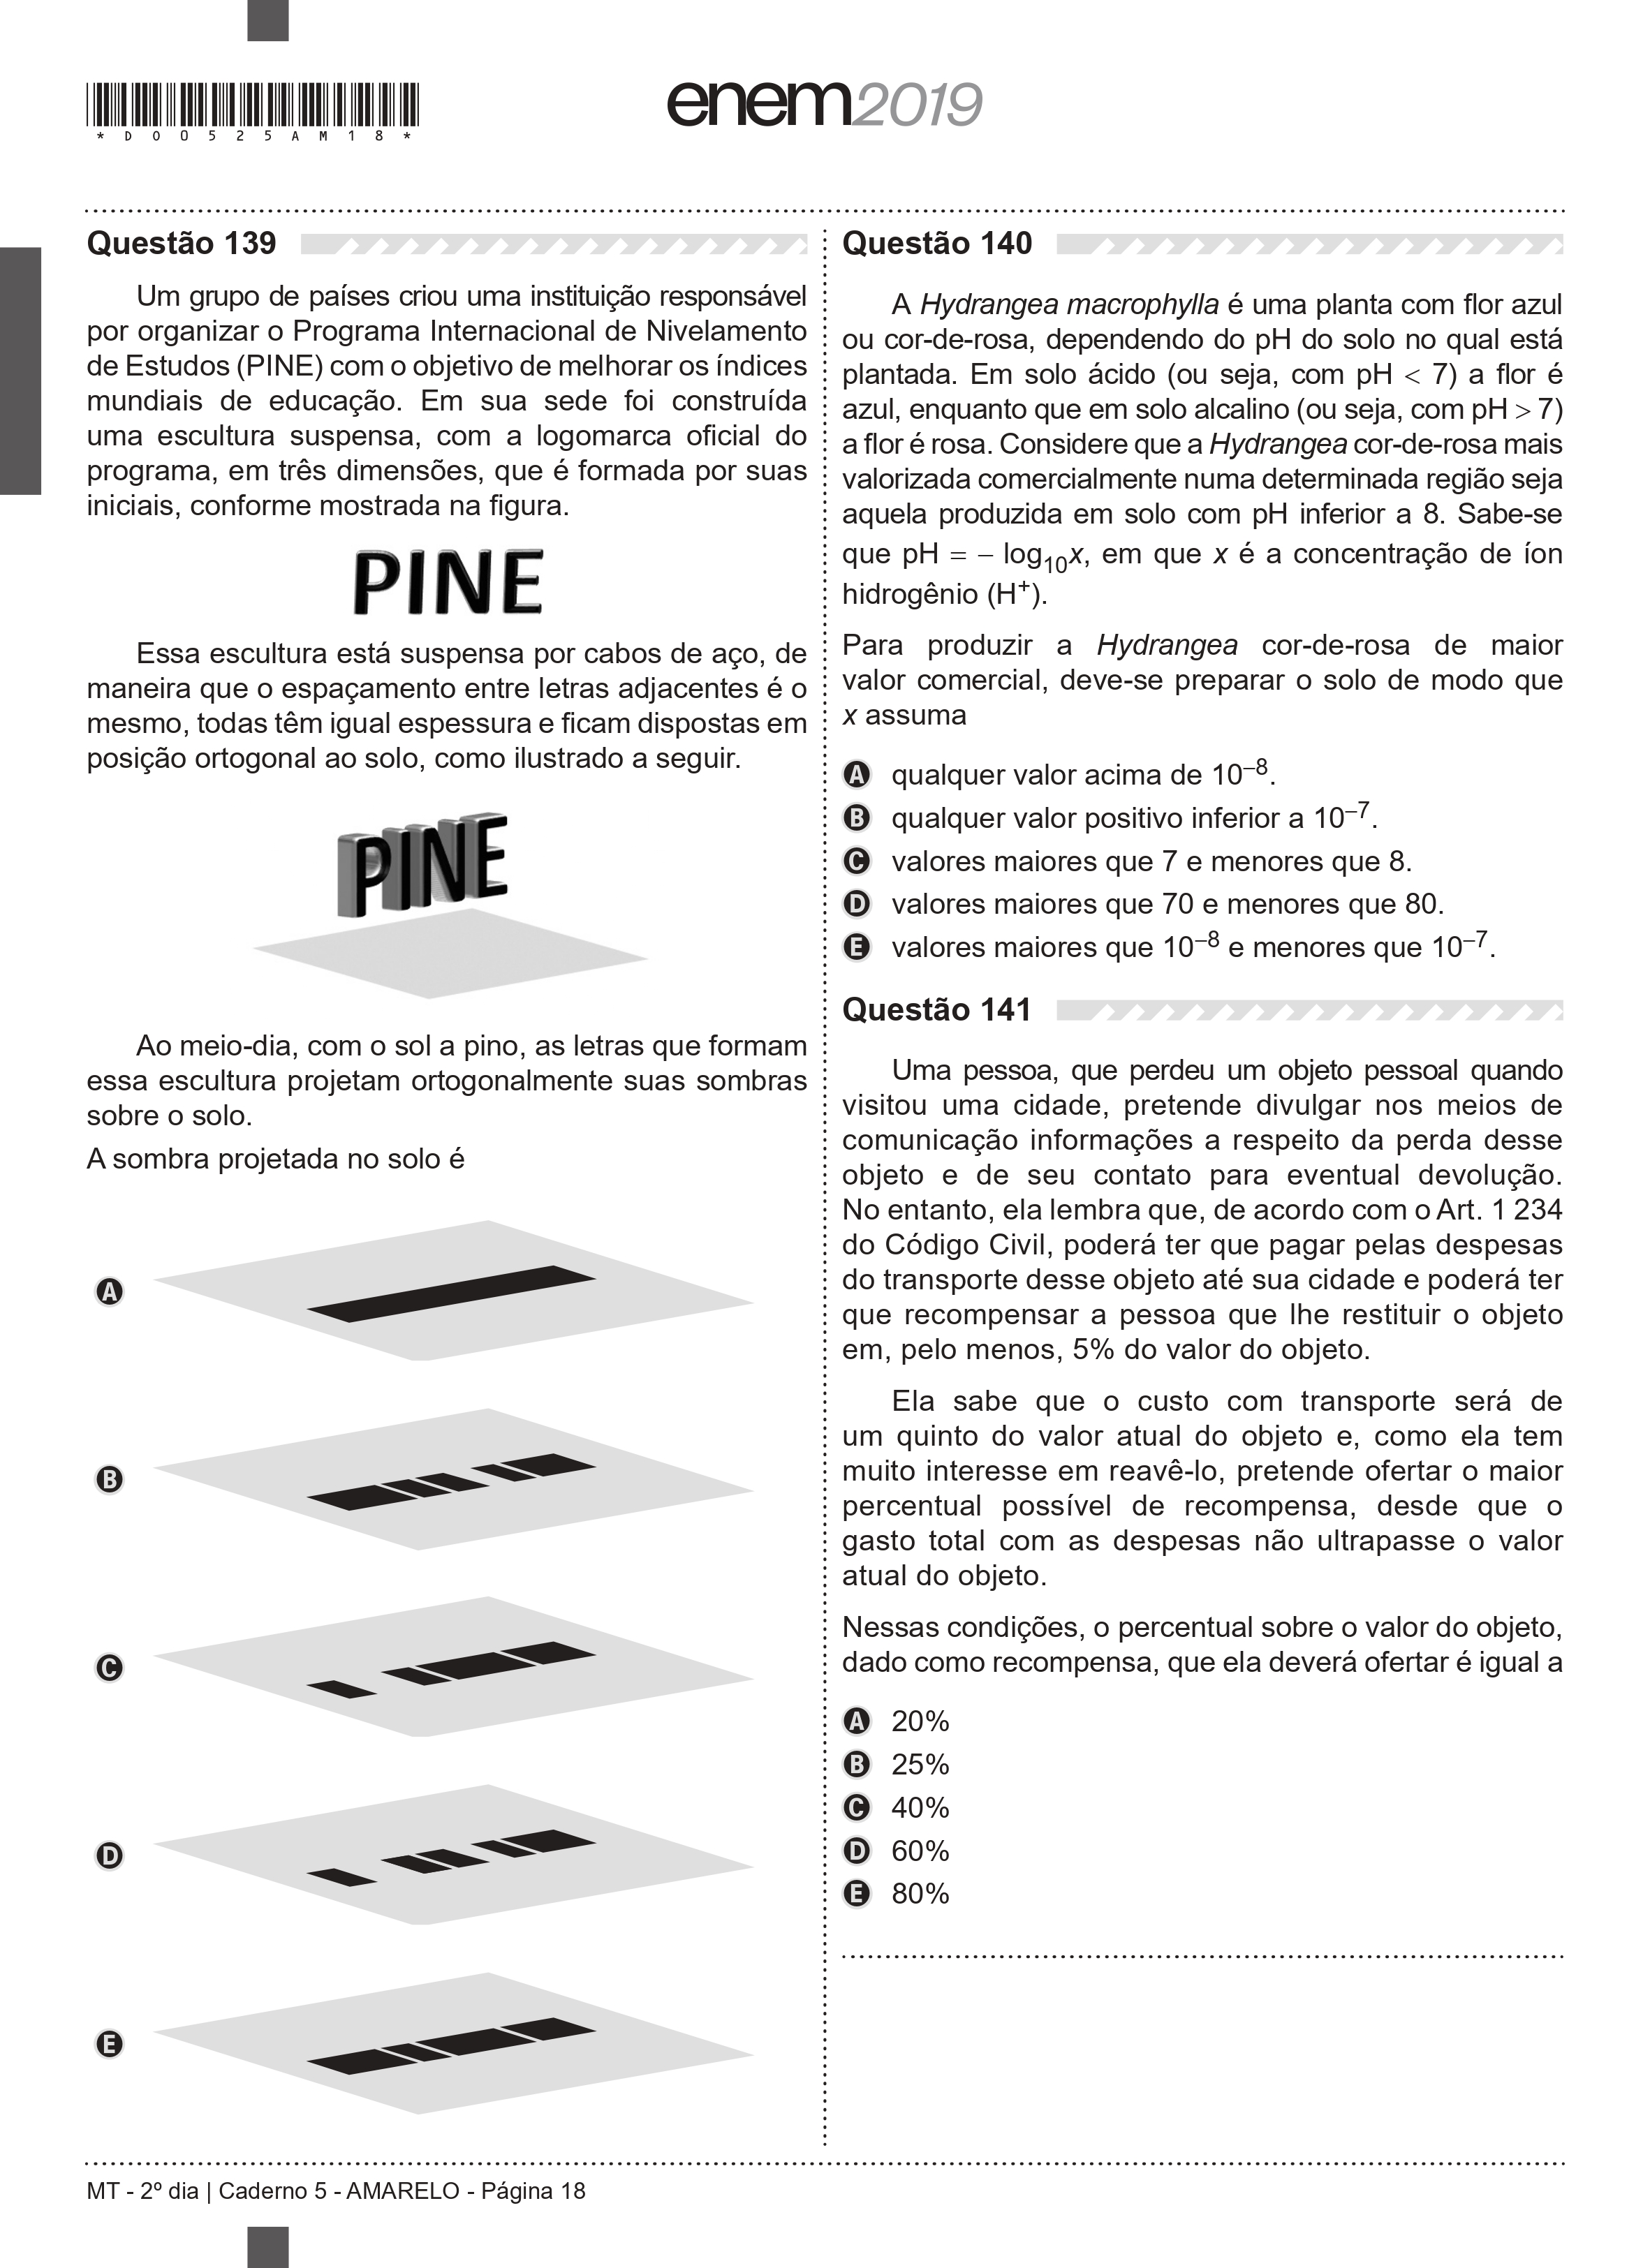 *D0O525AM18*
enem2019
Questão 139
Um grupo de países criou uma instituição responsável
por organizar o Programa Internacional de Nivelamento
de Estudos (PINE) com o objetivo de melhorar os índices
mundiais de educação. Em sua sede foi construída
uma escultura suspensa, com a logomarca oficial do
programa, em três dimensões, que é formada por suas
iniciais, conforme mostrada na figura.
PINE
Essa escultura está suspensa por cabos de aço, de
maneira que o espaçamento entre letras adjacentes é o
mesmo, todas têm igual espessura e ficam dispostas em
posição ortogonal ao solo, como ilustrado a seguir.
PINE
Ao meio-dia, com o sol a pino, as letras que formam
essa escultura projetam ortogonalmente suas sombras
sobre o solo.
A sombra projetada no solo é
A
B
C
D
E
Questão 140
A Hydrangea macrophylla é uma planta com flor azul
ou cor-de-rosa, dependendo do pH do solo no qual está
plantada. Em solo ácido (ou seja, com pH < 7) a flor é
azul, enquanto que em solo alcalino (ou seja, com pH > 7)
a flor é rosa. Considere que a Hydrangea cor-de-rosa mais
valorizada comercialmente numa determinada região seja
aquela produzida em solo com pH inferior a 8. Sabe-se
que pH = – log₁₀x, em que x é a concentração de íon
hidrogênio (H⁺).
Para produzir a Hydrangea cor-de-rosa de maior
valor comercial, deve-se preparar o solo de modo que
x assuma
A qualquer valor acima de 10⁻⁸.
B qualquer valor positivo inferior a 10⁻⁷.
C valores maiores que 7 e menores que 8.
D valores maiores que 70 e menores que 80.
E valores maiores que 10⁻⁸ e menores que 10⁻⁷.
Questão 141
Uma pessoa, que perdeu um objeto pessoal quando
visitou uma cidade, pretende divulgar nos meios de
comunicação informações a respeito da perda desse
objeto e de seu contato para eventual devolução.
No entanto, ela lembra que, de acordo com o Art. 1 234
do Código Civil, poderá ter que pagar pelas despesas
do transporte desse objeto até sua cidade e poderá ter
que recompensar a pessoa que lhe restituir o objeto
em, pelo menos, 5% do valor do objeto.
Ela sabe que o custo com transporte será de
um quinto do valor atual do objeto e, como ela tem
muito interesse em reavê-lo, pretende ofertar o maior
percentual possível de recompensa, desde que o
gasto total com as despesas não ultrapasse o valor
atual do objeto.
Nessas condições, o percentual sobre o valor do objeto,
dado como recompensa, que ela deverá ofertar é igual a
A 20%
B 25%
C 40%
D 60%
E 80%
MT - 2º dia | Caderno 5 - AMARELO - Página 18